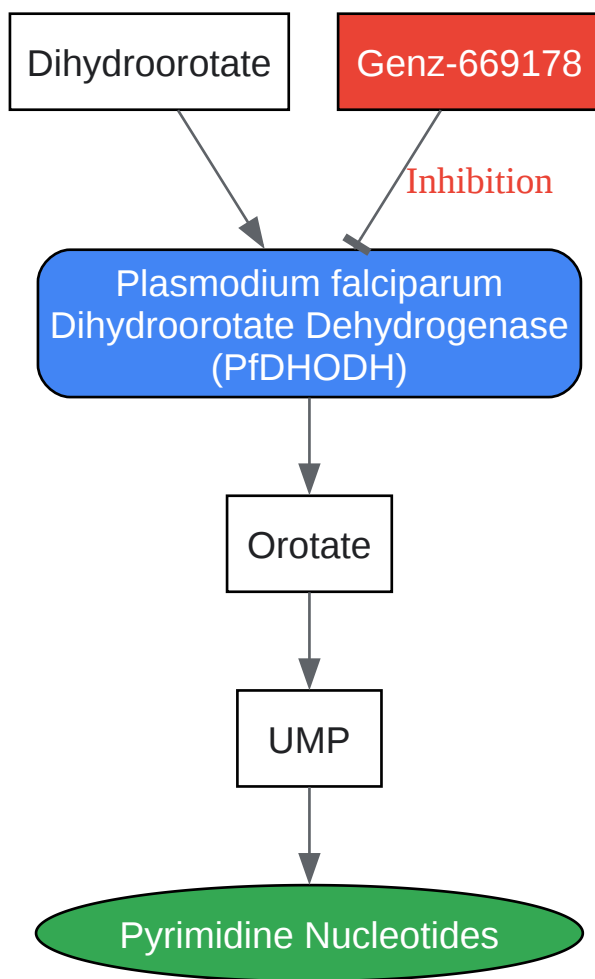 Dihydroorotate
Genz-669178
Inhibition
Plasmodium falciparum
Dihydroorotate Dehydrogenase
(PfDHODH)
Orotate
UMP
Pyrimidine Nucleotides